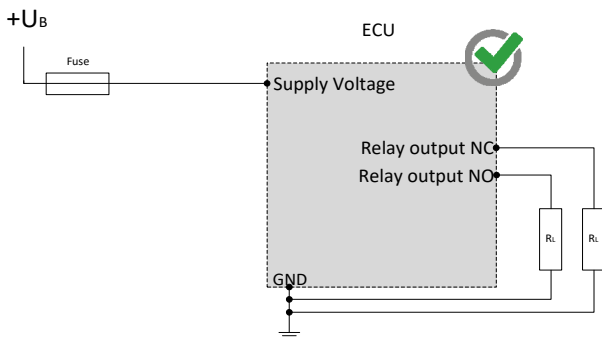 +UB
ECU
Fuse
Supply Voltage
Relay output NC
Relay output NO
RL RL
GND